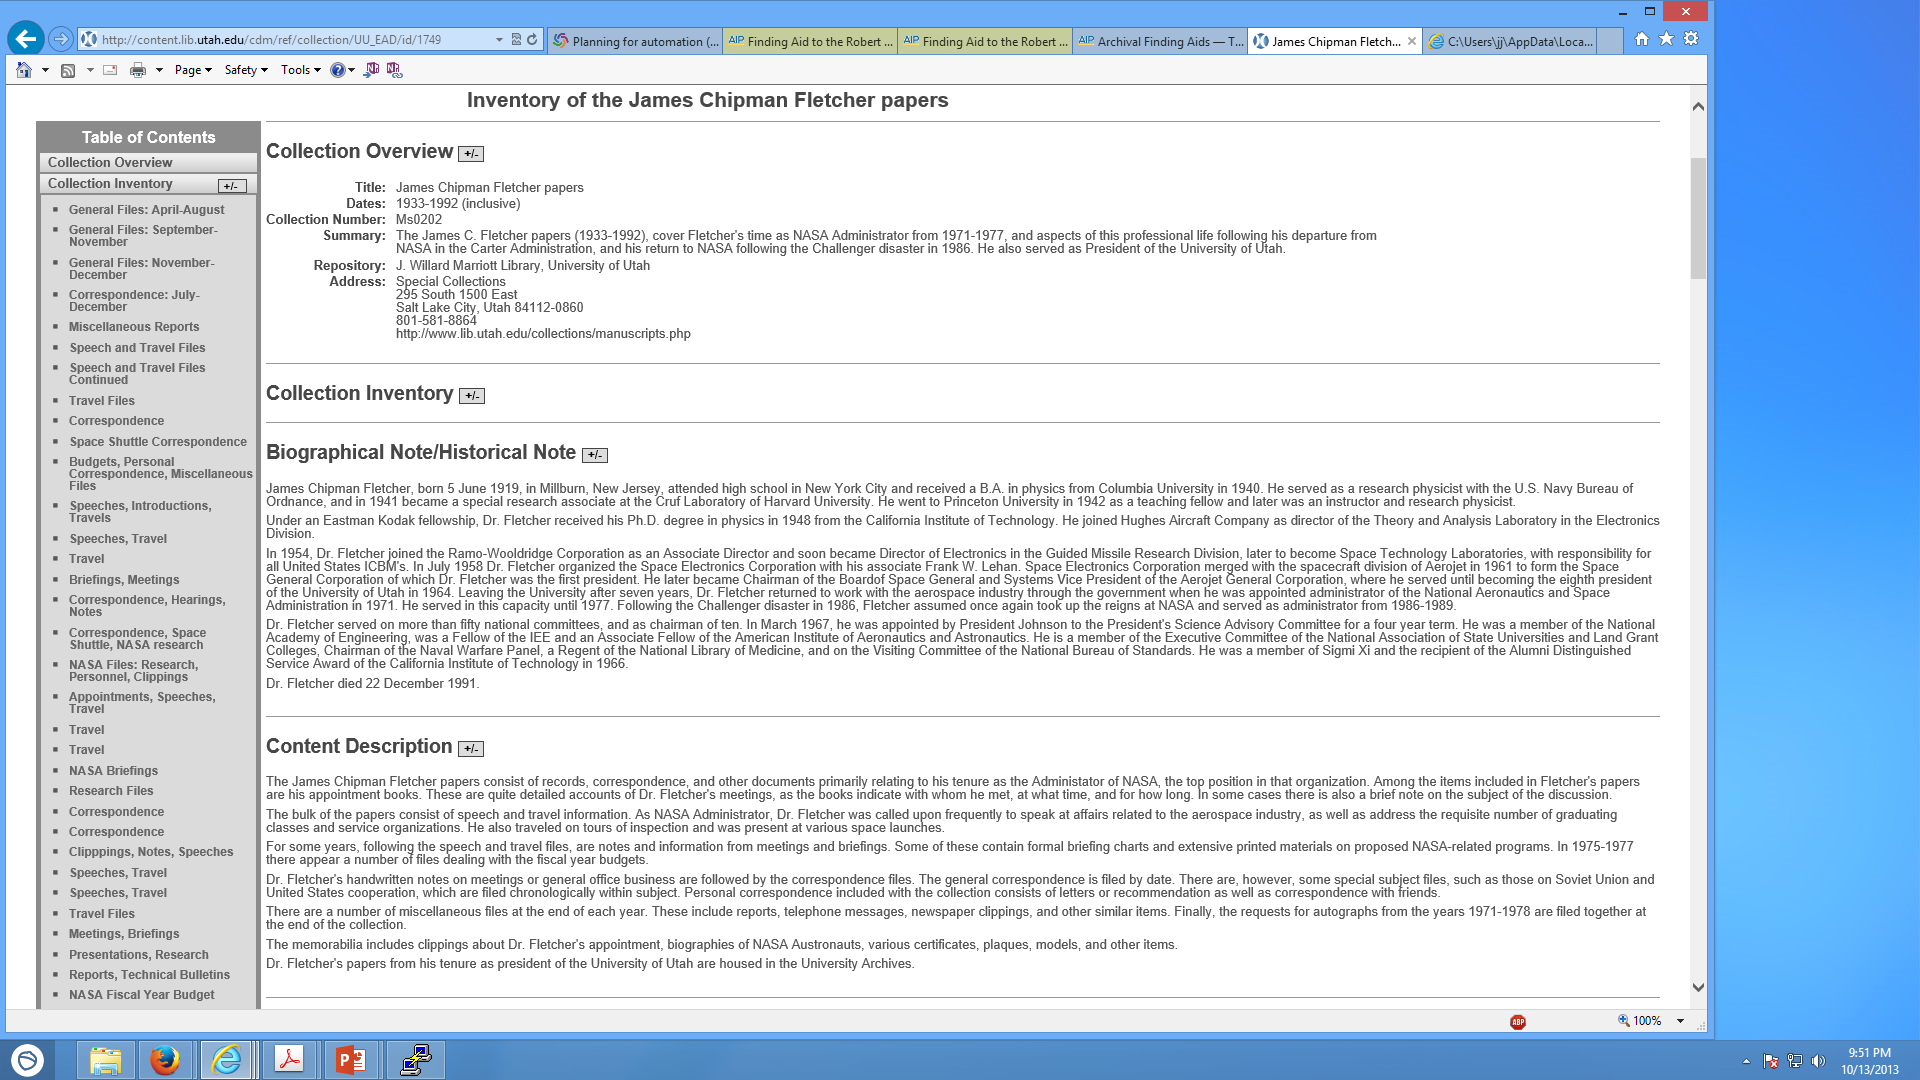 http://content.lib.utah.edu/cdm/ref/collection/UU_EAD/id/1749
Planning for automation (...
AIP Finding Aid to the Robert ...
AIP Finding Aid to the Robert ...
AIP Archival Finding Aids — T...
James Chipman Fletch...
C:\Users\jj\AppData\Loca...
Page
Safety
Tools
Inventory of the James Chipman Fletcher papers
Table of Contents
Collection Overview
Collection Inventory +/-
General Files: April-August
General Files: September-
November
General Files: November-
December
Correspondence: July-
December
Miscellaneous Reports
Speech and Travel Files
Speech and Travel Files
Continued
Travel Files
Correspondence
Space Shuttle Correspondence
Budgets, Personal
Correspondence, Miscellaneous
Files
Speeches, Introductions,
Travels
Speeches, Travel
Travel
Briefings, Meetings
Correspondence, Hearings,
Notes
Correspondence, Space
Shuttle, NASA research
NASA Files: Research,
Personnel, Clippings
Appointments, Speeches,
Travel
Travel
Travel
NASA Briefings
Research Files
Correspondence
Correspondence
Clipppings, Notes, Speeches
Speeches, Travel
Speeches, Travel
Travel Files
Meetings, Briefings
Presentations, Research
Reports, Technical Bulletins
NASA Fiscal Year Budget
Collection Overview +/-
Title: James Chipman Fletcher papers
Dates: 1933-1992 (inclusive)
Collection Number: Ms0202
Summary: The James C. Fletcher papers (1933-1992), cover Fletcher's time as NASA Administrator from 1971-1977, and aspects of this professional life following his departure from
NASA in the Carter Administration, and his return to NASA following the Challenger disaster in 1986. He also served as President of the University of Utah.
Repository: J. Willard Marriott Library, University of Utah
Address: Special Collections
295 South 1500 East
Salt Lake City, Utah 84112-0860
801-581-8864
http://www.lib.utah.edu/collections/manuscripts.php
Collection Inventory +/-
Biographical Note/Historical Note +/-
James Chipman Fletcher, born 5 June 1919, in Millburn, New Jersey, attended high school in New York City and received a B.A. in physics from Columbia University in 1940. He served as a research physicist with the U.S. Navy Bureau of
Ordnance, and in 1941 became a special research associate at the Cruf Laboratory of Harvard University. He went to Princeton University in 1942 as a teaching fellow and later was an instructor and research physicist.
Under an Eastman Kodak fellowship, Dr. Fletcher received his Ph.D. degree in physics in 1948 from the California Institute of Technology. He joined Hughes Aircraft Company as director of the Theory and Analysis Laboratory in the Electronics
Division.
In 1954, Dr. Fletcher joined the Ramo-Wooldridge Corporation as an Associate Director and soon became Director of Electronics in the Guided Missile Research Division, later to become Space Technology Laboratories, with responsibility for
all United States ICBM's. In July 1958 Dr. Fletcher organized the Space Electronics Corporation with his associate Frank W. Lehan. Space Electronics Corporation merged with the spacecraft division of Aerojet in 1961 to form the Space
General Corporation of which Dr. Fletcher was the first president. He later became Chairman of the Boardof Space General and Systems Vice President of the Aerojet General Corporation, where he served until becoming the eighth president
of the University of Utah in 1964. Leaving the University after seven years, Dr. Fletcher returned to work with the aerospace industry through the government when he was appointed administrator of the National Aeronautics and Space
Administration in 1971. He served in this capacity until 1977. Following the Challenger disaster in 1986, Fletcher assumed once again took up the reigns at NASA and served as administrator from 1986-1989.
Dr. Fletcher served on more than fifty national committees, and as chairman of ten. In March 1967, he was appointed by President Johnson to the President's Science Advisory Committee for a four year term. He was a member of the National
Academy of Engineering, was a Fellow of the IEE and an Associate Fellow of the American Institute of Aeronautics and Astronautics. He is a member of the Executive Committee of the National Association of State Universities and Land Grant
Colleges, Chairman of the Naval Warfare Panel, a Regent of the National Library of Medicine, and on the Visiting Committee of the National Bureau of Standards. He was a member of Sigmi Xi and the recipient of the Alumni Distinguished
Service Award of the California Institute of Technology in 1966.
Dr. Fletcher died 22 December 1991.
Content Description +/-
The James Chipman Fletcher papers consist of records, correspondence, and other documents primarily relating to his tenure as the Administator of NASA, the top position in that organization. Among the items included in Fletcher's papers
are his appointment books. These are quite detailed accounts of Dr. Fletcher's meetings, as the books indicate with whom he met, at what time, and for how long. In some cases there is also a brief note on the subject of the discussion.
The bulk of the papers consist of speech and travel information. As NASA Administrator, Dr. Fletcher was called upon frequently to speak at affairs related to the aerospace industry, as well as address the requisite number of graduating
classes and service organizations. He also traveled on tours of inspection and was present at various space launches.
For some years, following the speech and travel files, are notes and information from meetings and briefings. Some of these contain formal briefing charts and extensive printed materials on proposed NASA-related programs. In 1975-1977
there appear a number of files dealing with the fiscal year budgets.
Dr. Fletcher's handwritten notes on meetings or general office business are followed by the correspondence files. The general correspondence is filed by date. There are, however, some special subject files, such as those on Soviet Union and
United States cooperation, which are filed chronologically within subject. Personal correspondence included with the collection consists of letters or recommendation as well as correspondence with friends.
There are a number of miscellaneous files at the end of each year. These include reports, telephone messages, newspaper clippings, and other similar items. Finally, the requests for autographs from the years 1971-1978 are filed together at
the end of the collection.
The memorabilia includes clippings about Dr. Fletcher's appointment, biographies of NASA Austronauts, various certificates, plaques, models, and other items.
Dr. Fletcher's papers from his tenure as president of the University of Utah are housed in the University Archives.
ABP
100%
9:51 PM
10/13/2013